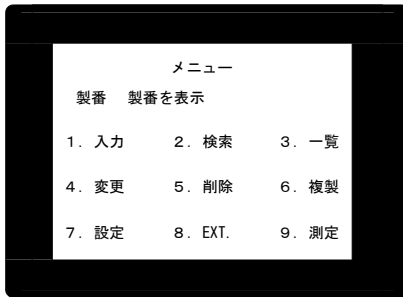 メニュー
製番　製番を表示
１．入力　２．検索　３．一覧
４．変更　５．削除　６．複製
７．設定　８．EXT.　９．測定